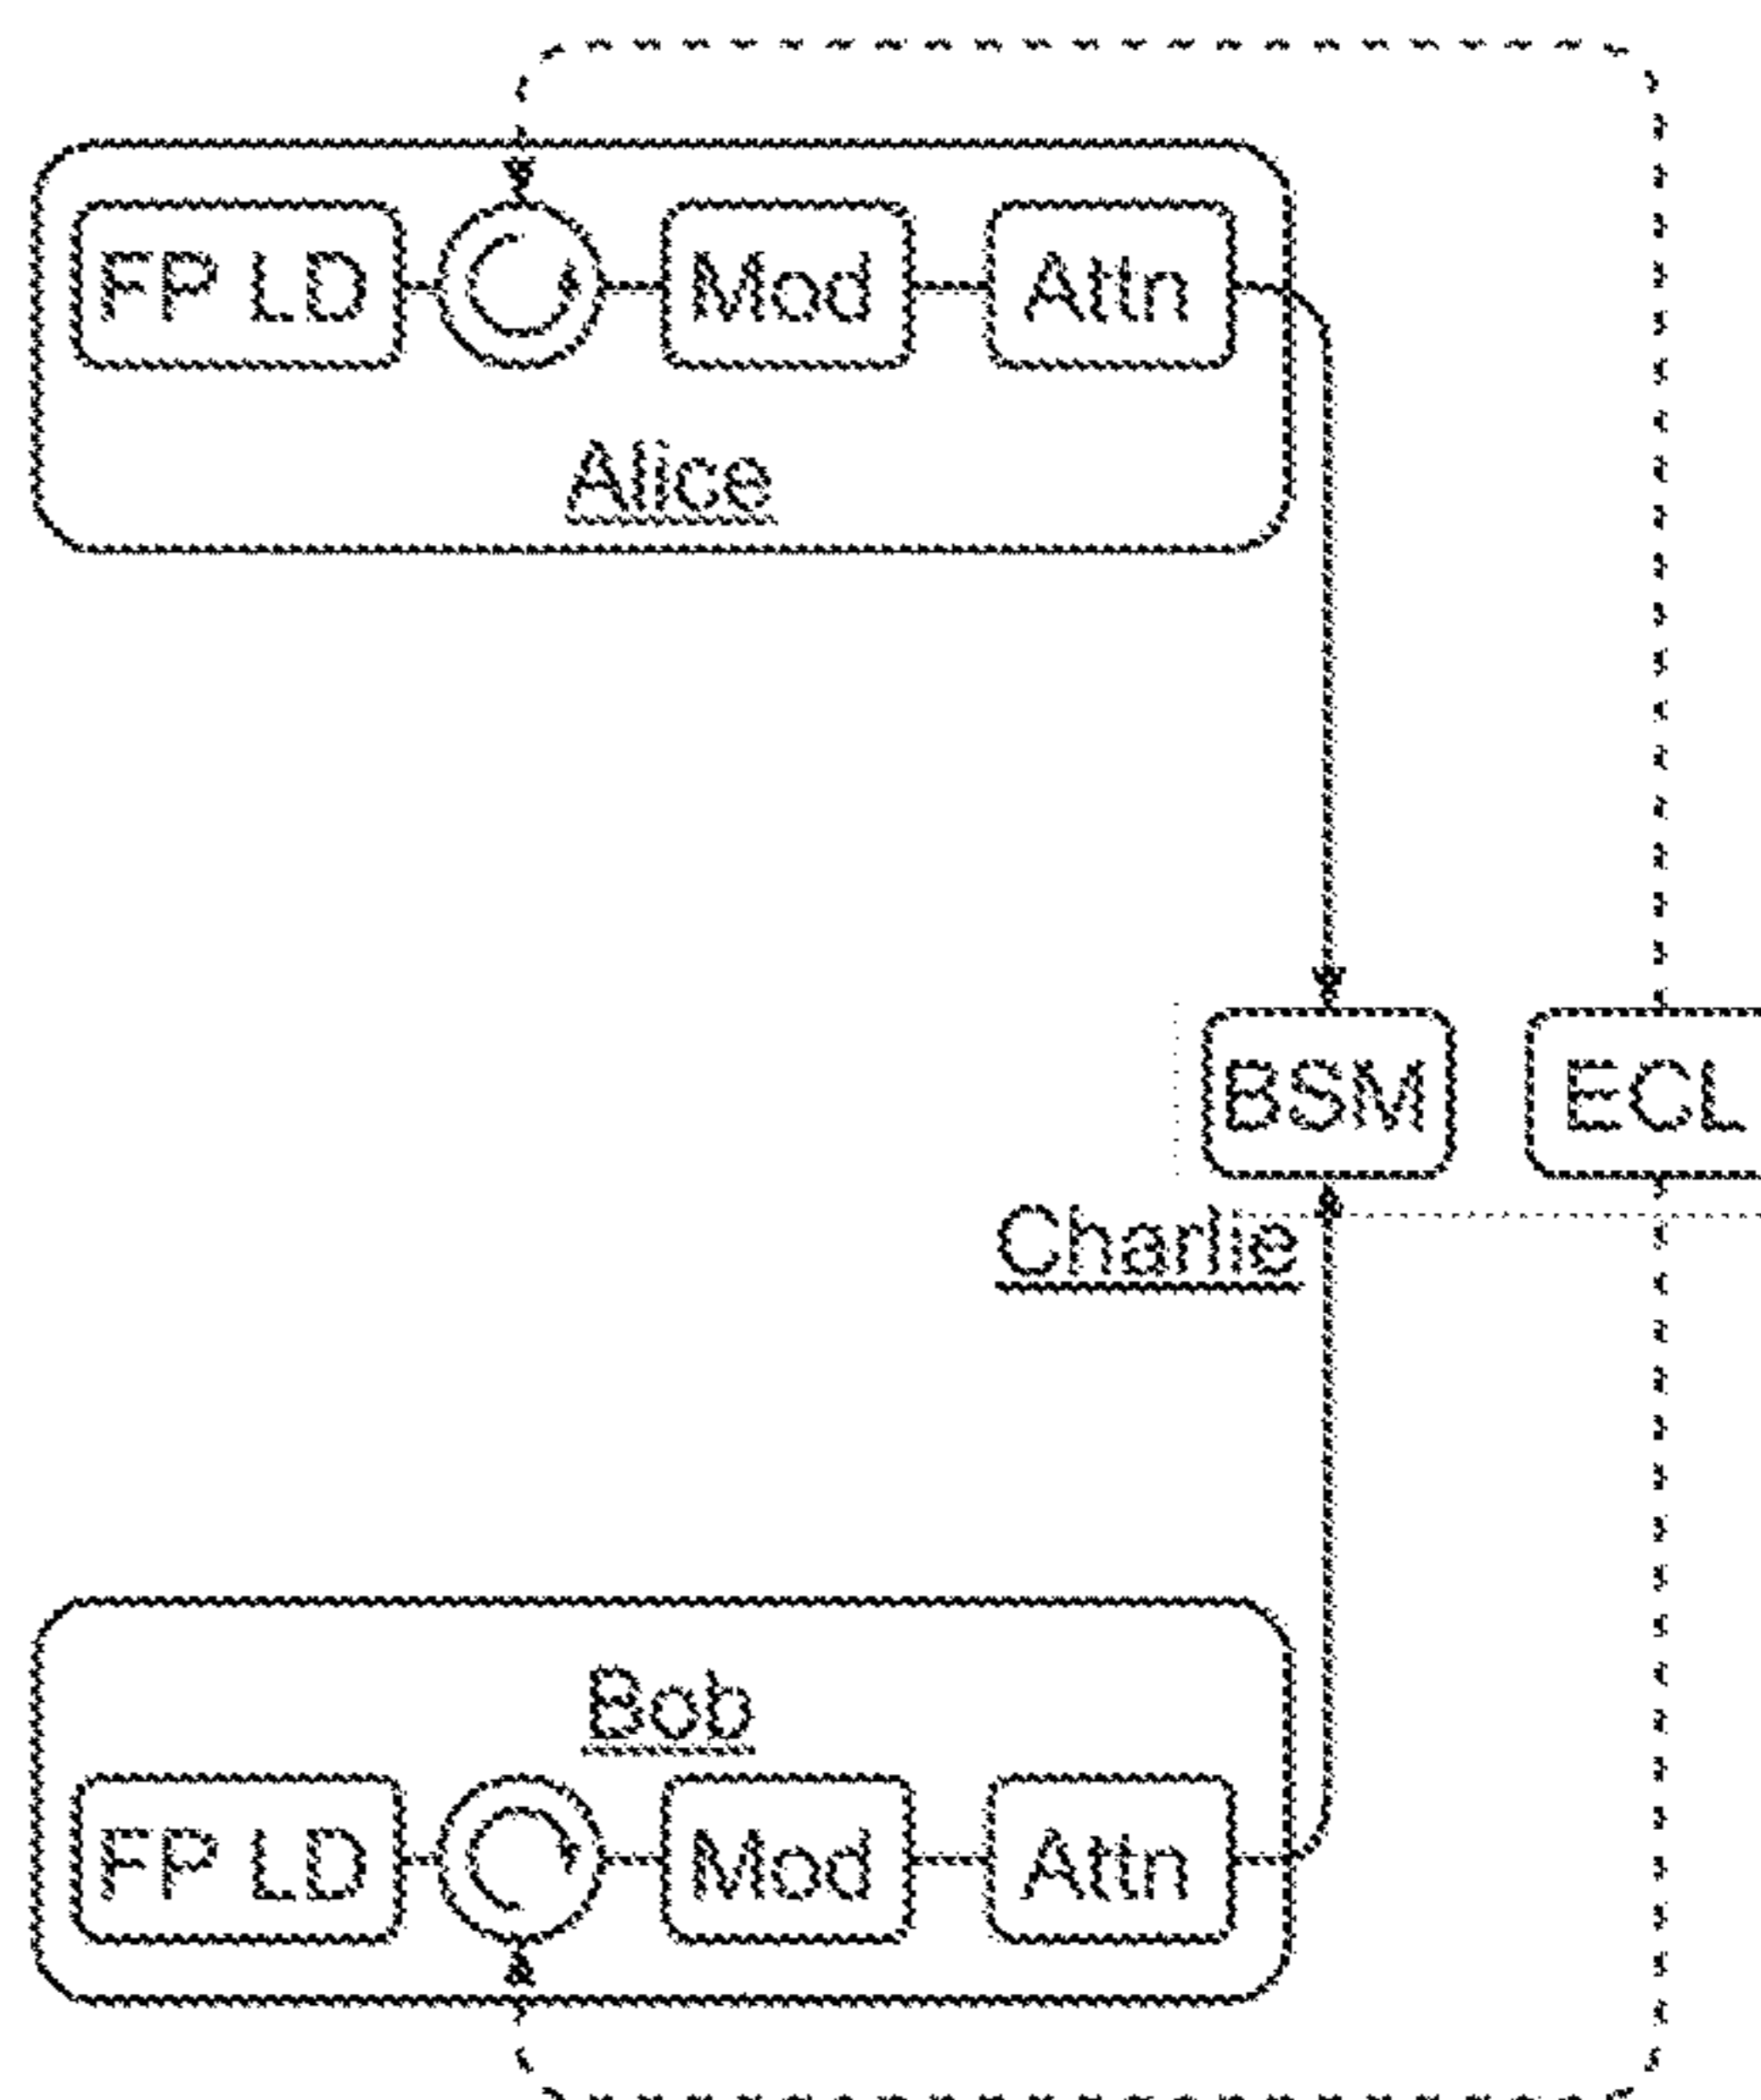 FP LD Mod Attn
Alice
BSM ECL
Charlie
Bob
FP LD Mod Attn